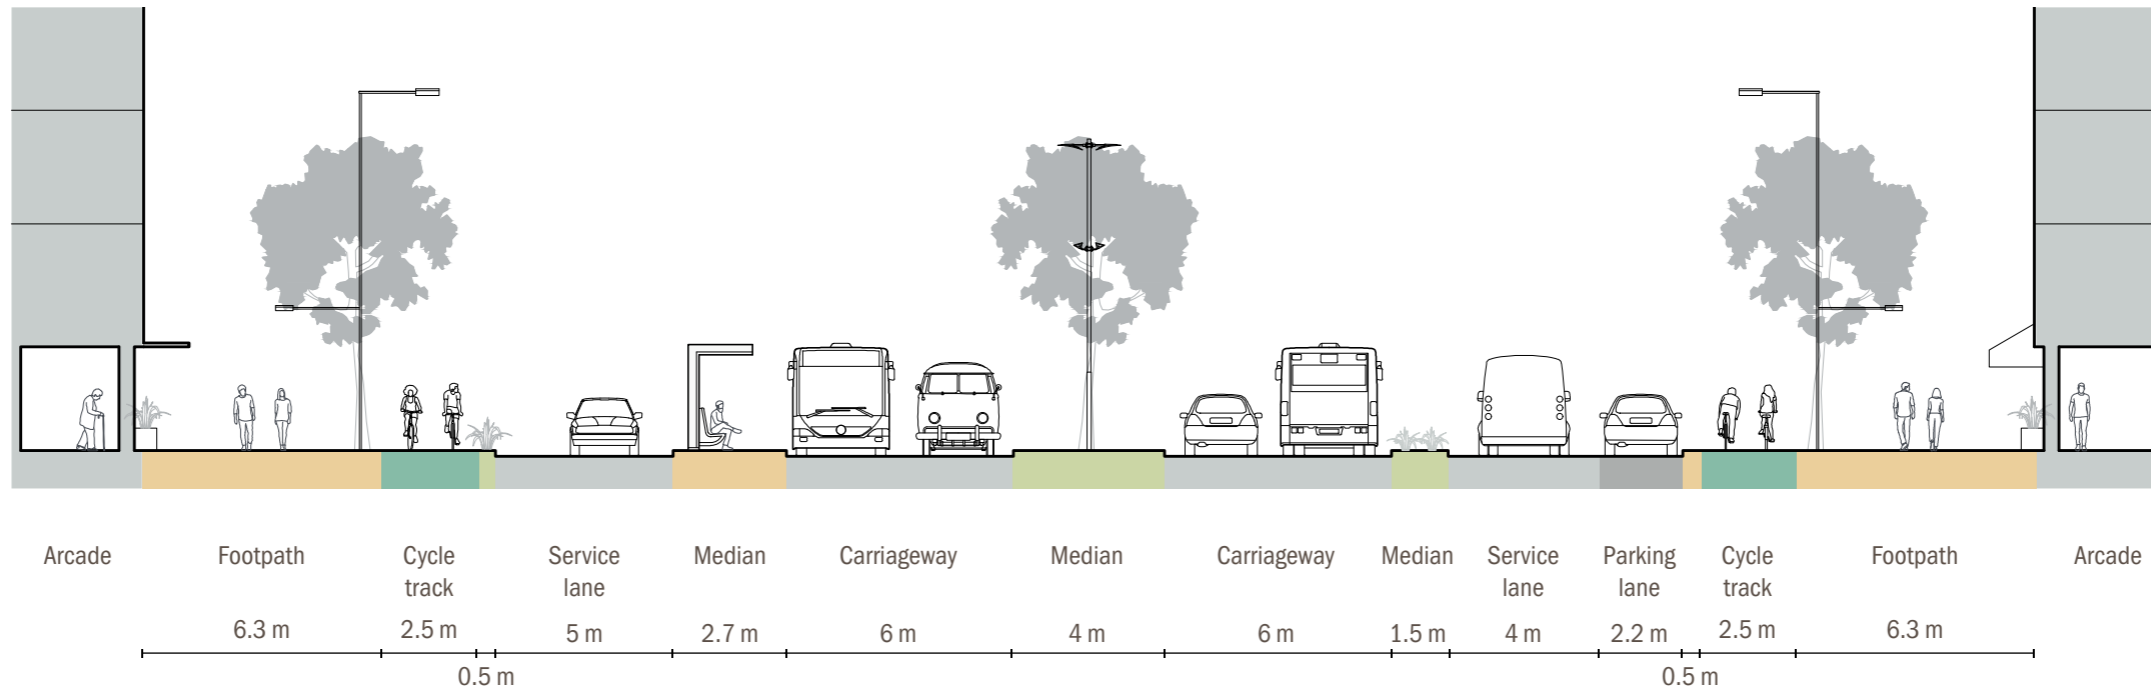 Arcade
Footpath
Cycle
track
Service
lane
Median
Carriageway
Median
Carriageway
Median
Service
lane
Parking
lane
Cycle
track
Footpath
Arcade
6.3 m
2.5 m
5 m
2.7 m
6 m
4 m
6 m
1.5 m
4 m
2.2 m
2.5 m
6.3 m
0.5 m
0.5 m